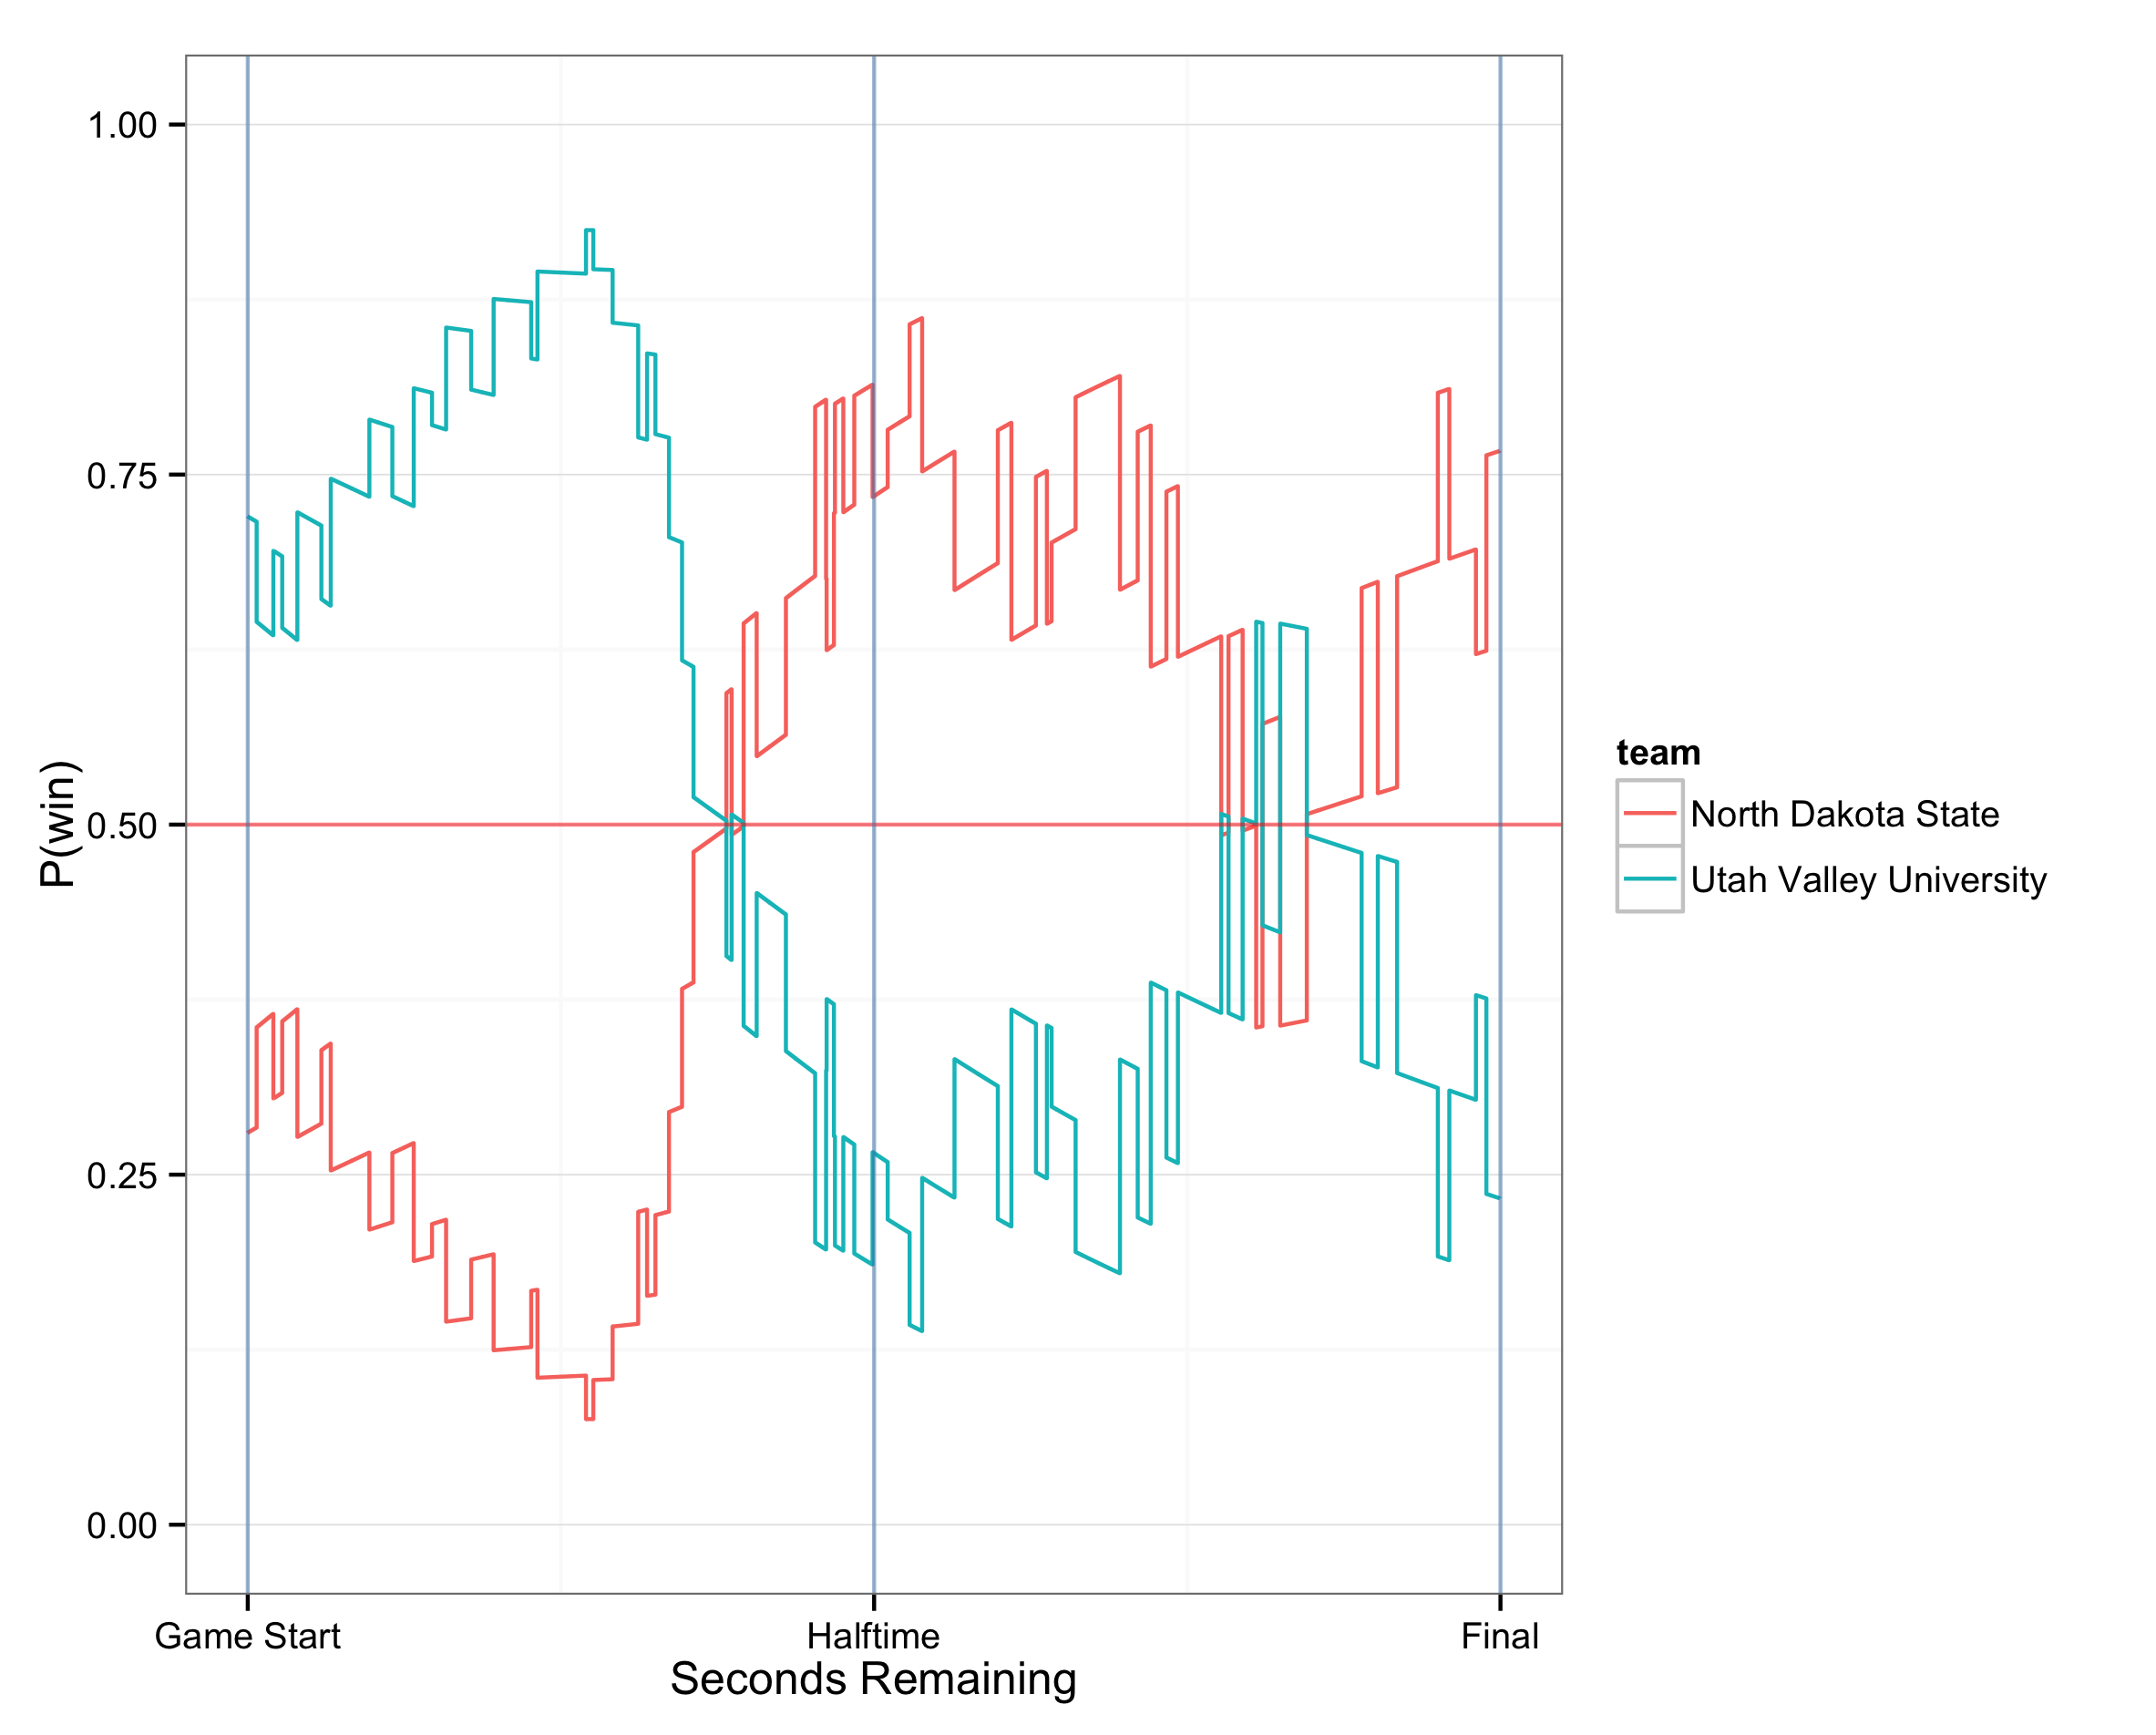 P(win)
1.00
0.75
0.50
0.25
0.00
Game Start
Halftime
Final
Seconds Remaining
team
North Dakota State
Utah Valley University